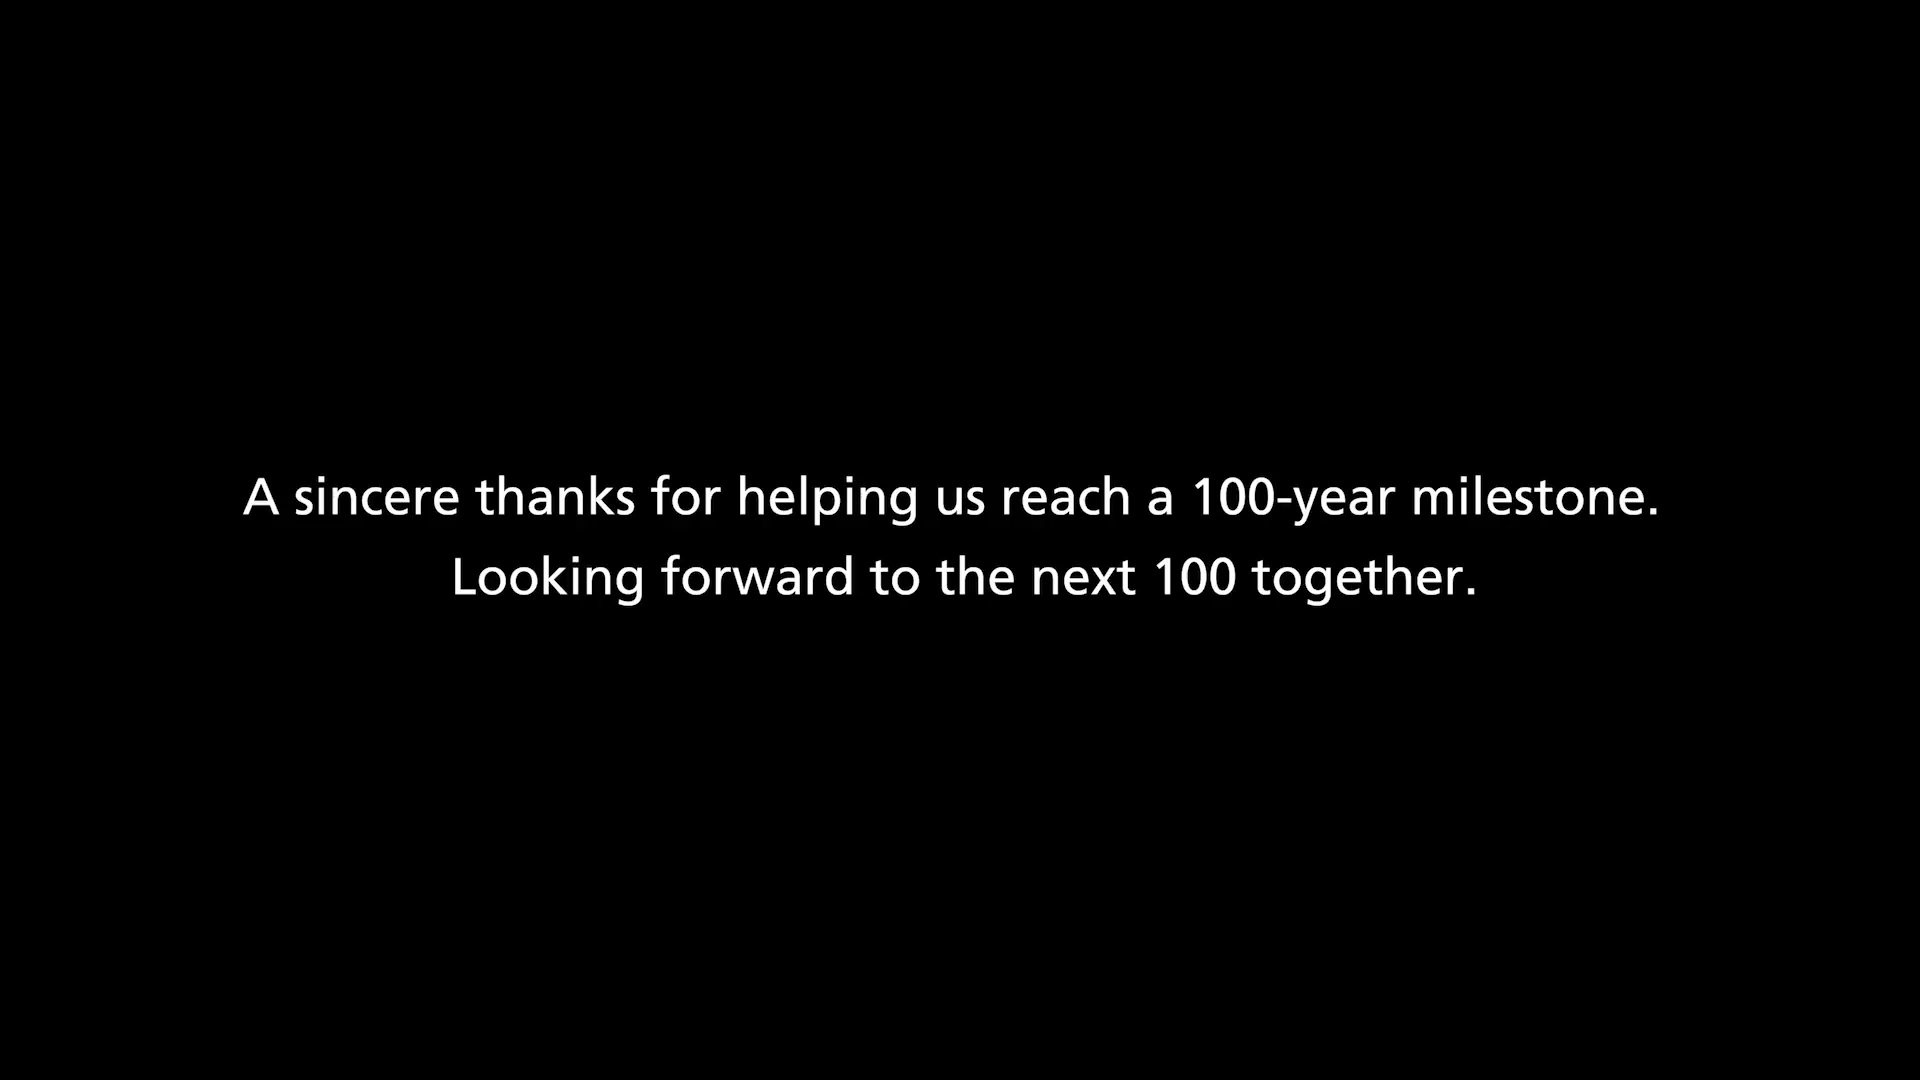 A sincere thanks for helping us reach a 100-year milestone.
Looking forward to the next 100 together.